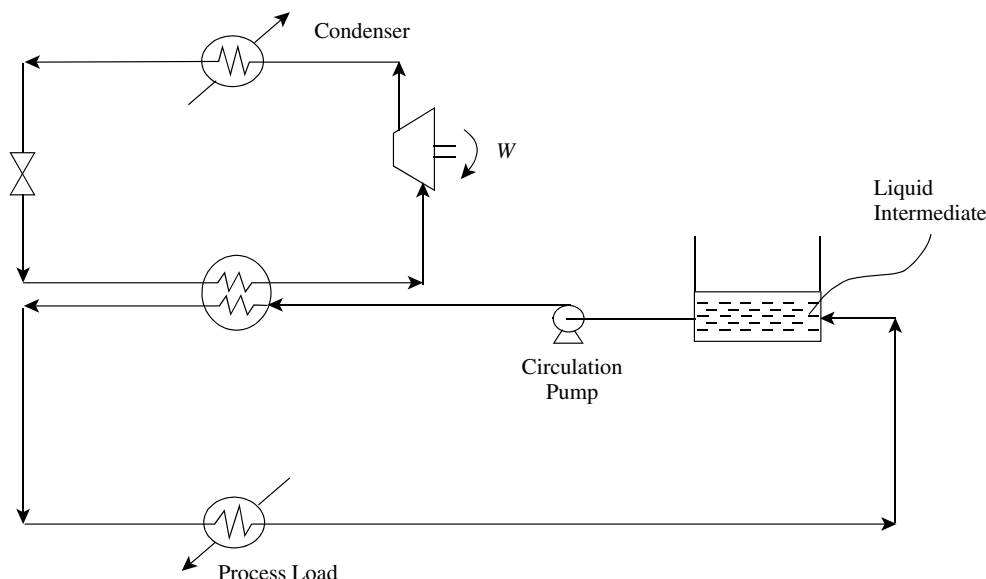 Condenser
W
Liquid
Intermediate
Circulation
Pump
Process Load